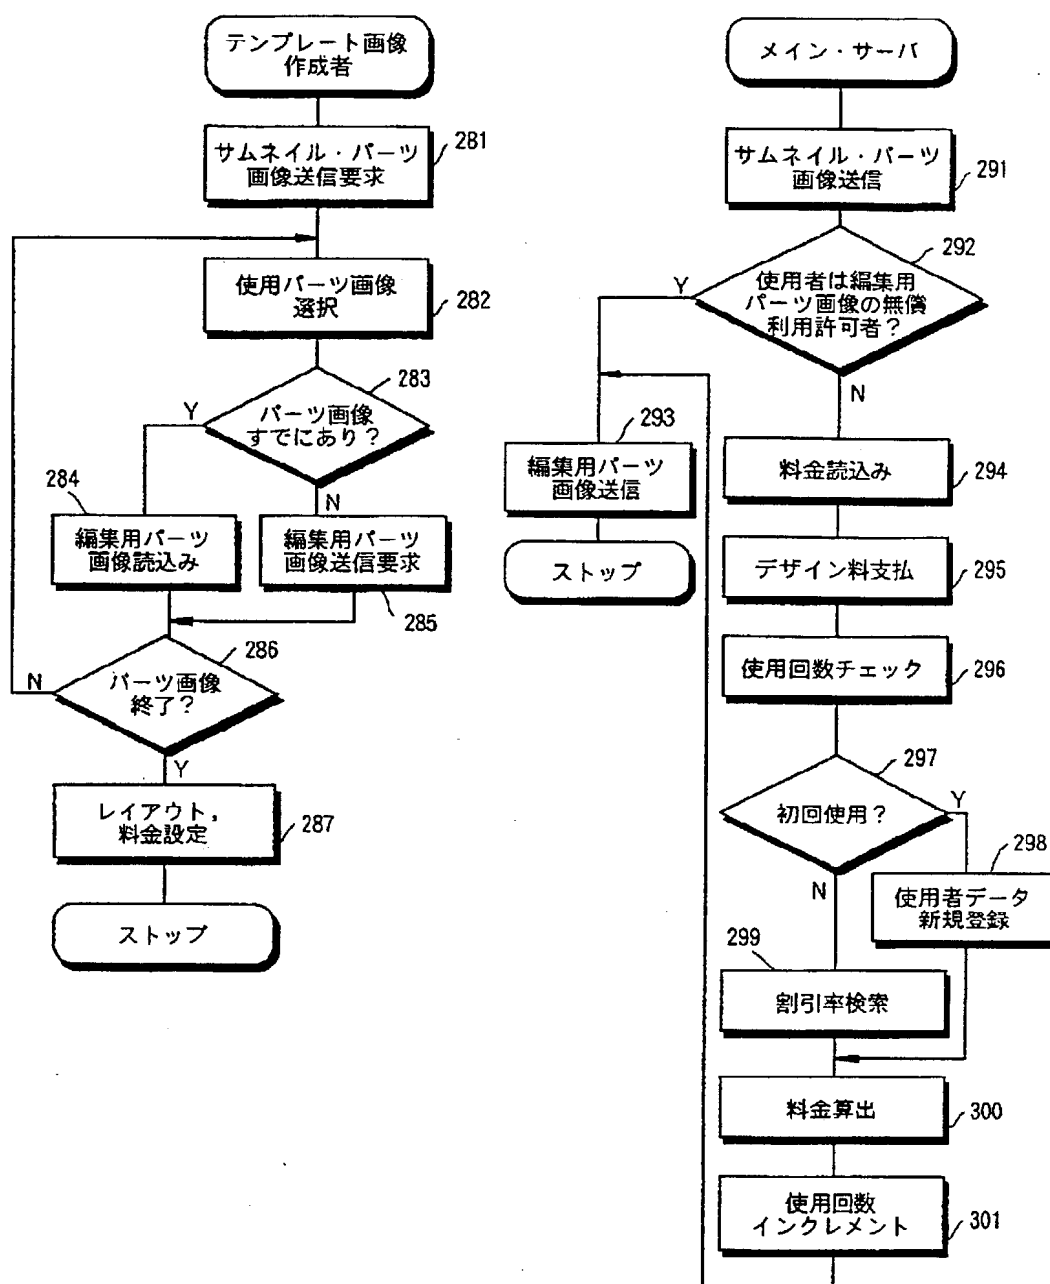 テンプレート画像
作成者
サムネイル・パーツ
画像送信要求
281
使用パーツ画像
選択
282
283
Y
パーツ画像
すでにあり？
N
284
編集用パーツ
画像読込み
編集用パーツ
画像送信要求
285
286
N
パーツ画像
終了？
Y
レイアウト，
料金設定
287
ストップ
メイン・サーバ
サムネイル・パーツ
画像送信
291
292
Y
使用者は編集用
パーツ画像の無償
利用許可者？
N
293
編集用パーツ
画像送信
ストップ
料金読込み
294
デザイン料支払
295
使用回数チェック
296
297
初回使用？
Y
N
298
使用者データ
新規登録
299
割引率検索
料金算出
300
使用回数
インクレメント
301